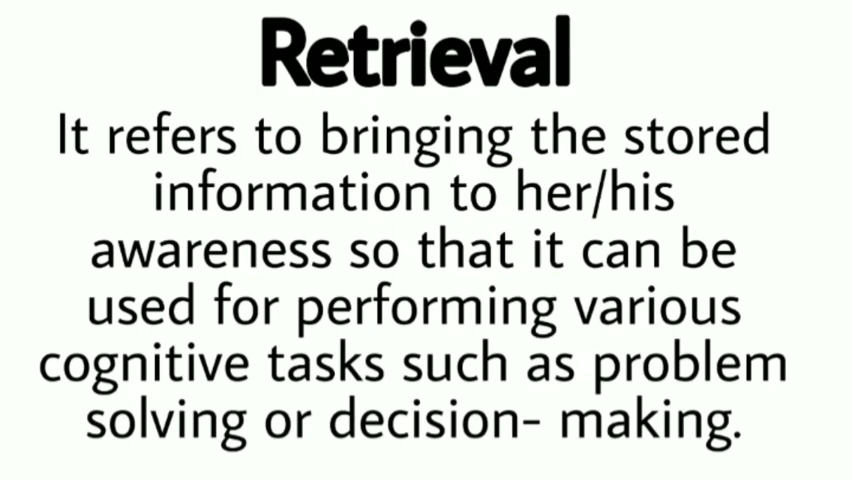 Retrieval
It refers to bringing the stored
information to her/his
awareness so that it can be
used for performing various
cognitive tasks such as problem
solving or decision- making.